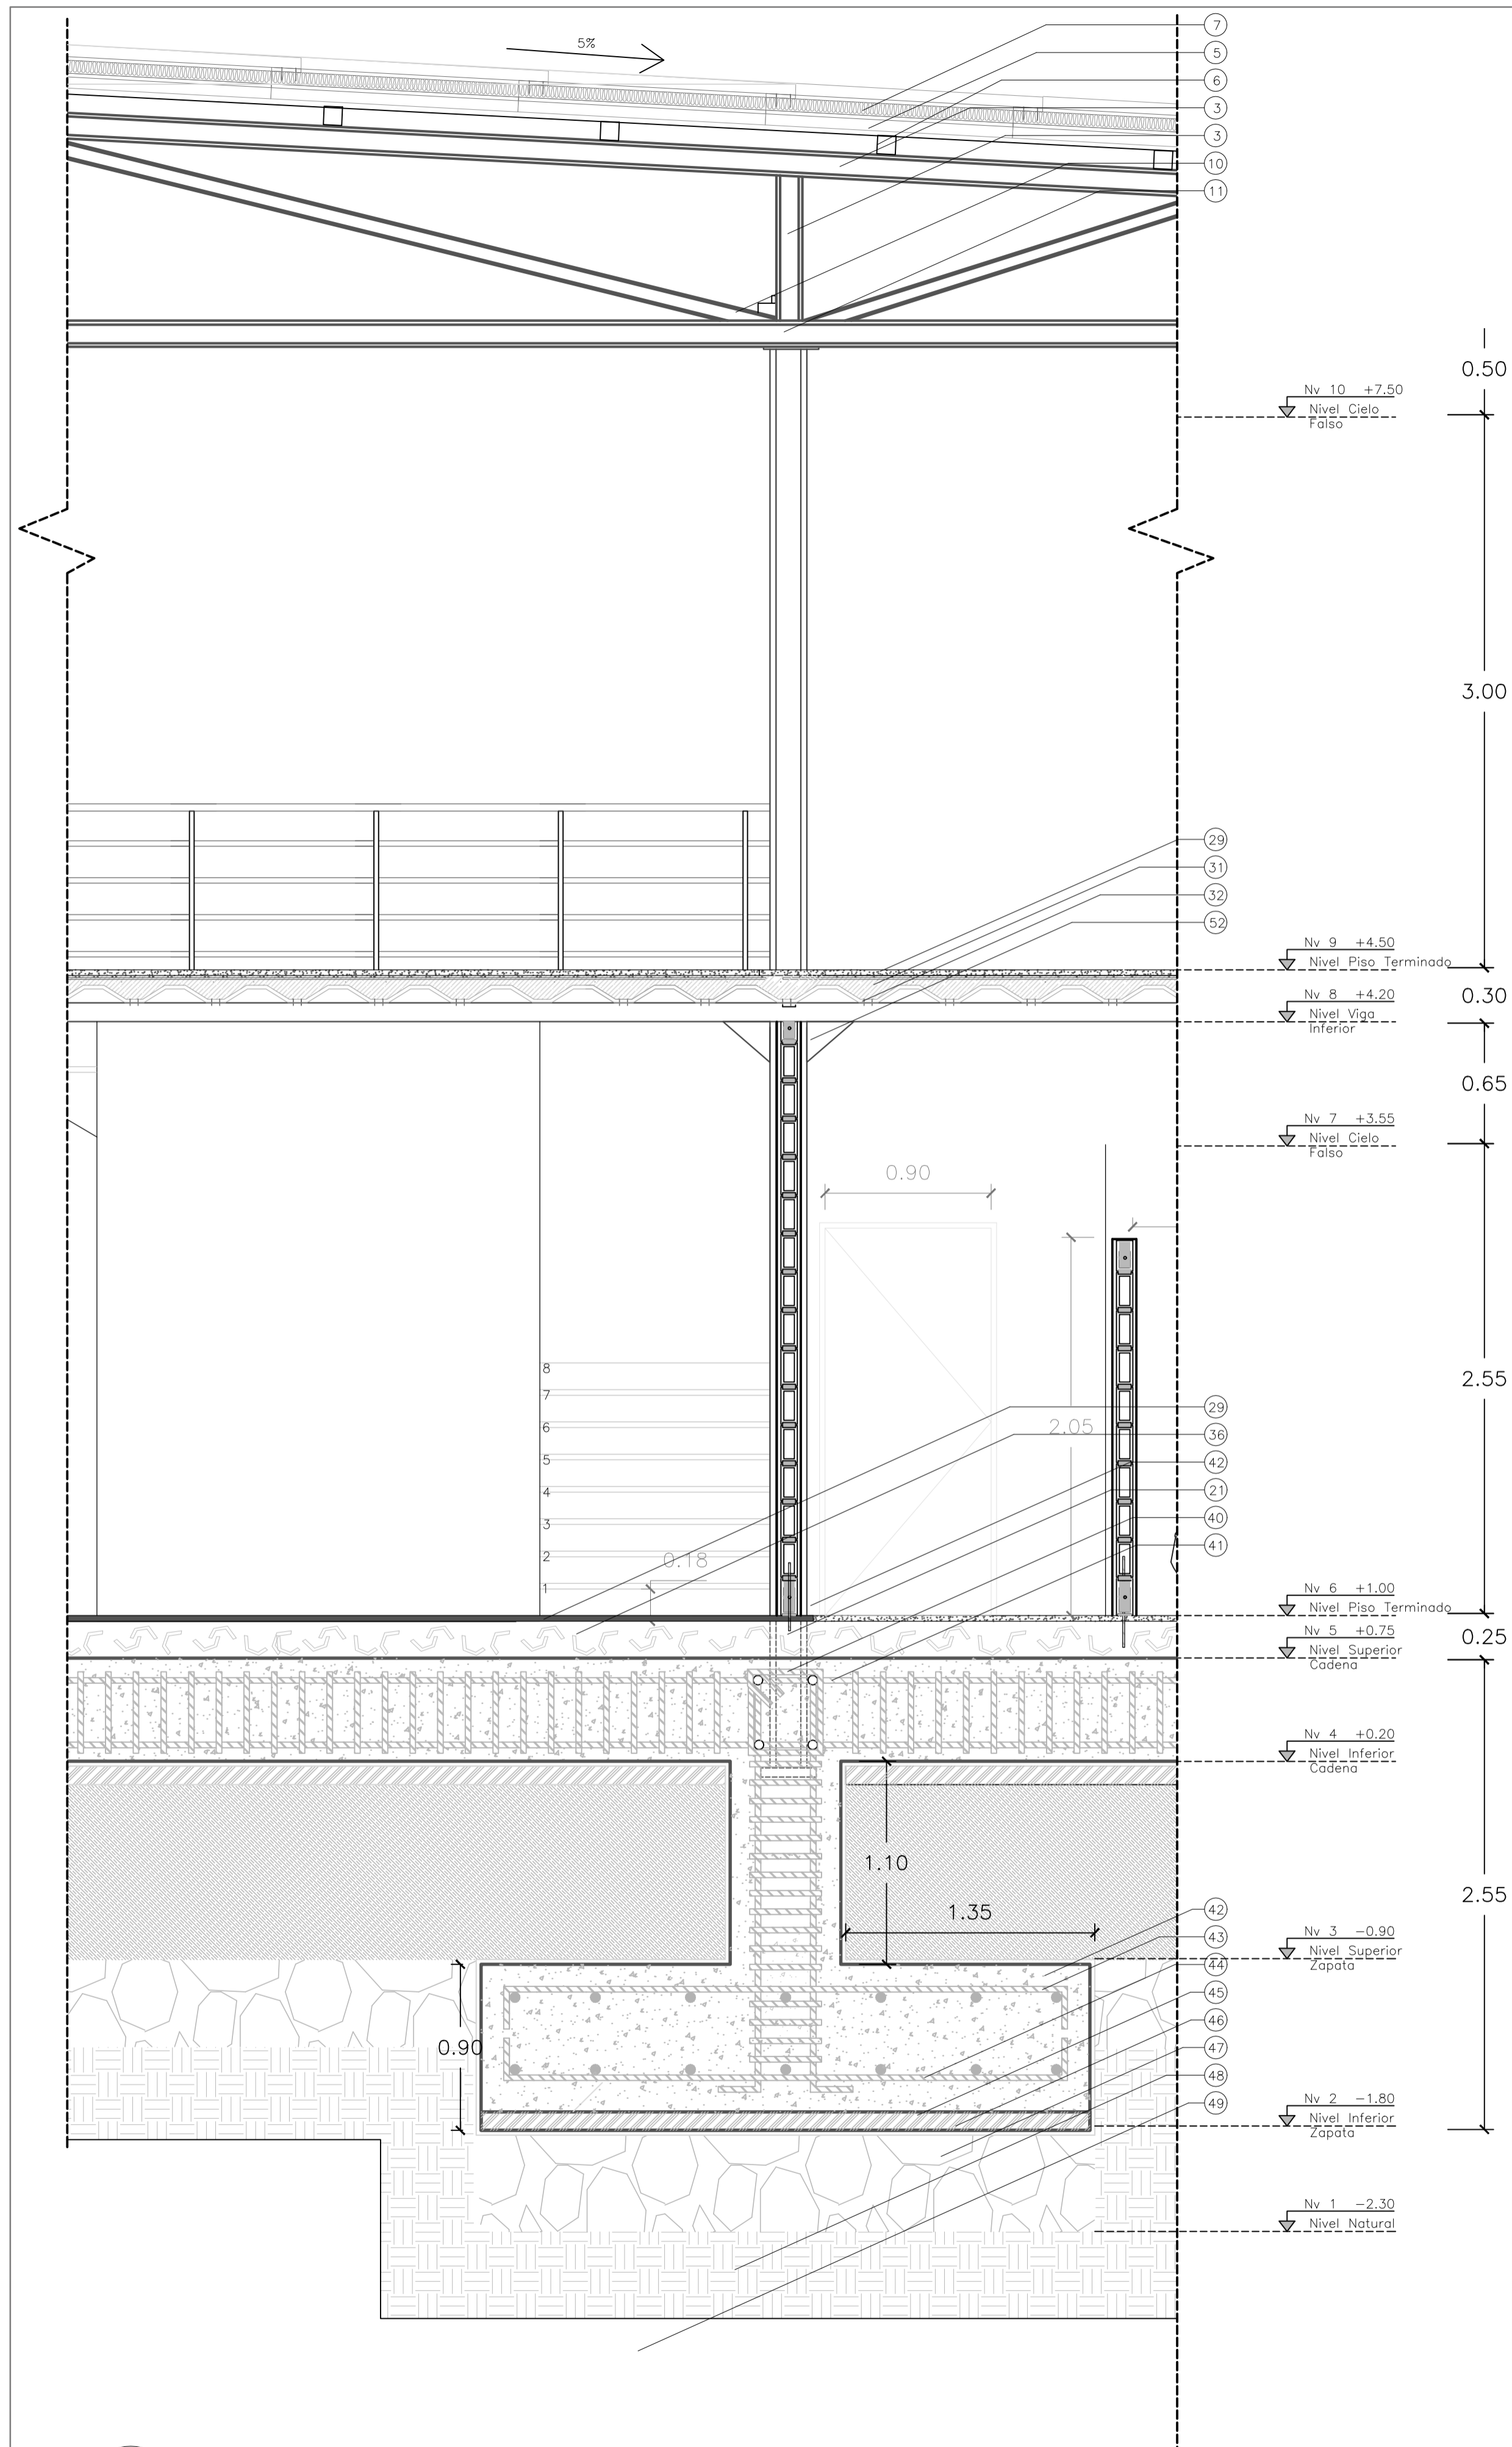 7
5%
5
6
3
3
10
11
0.50
Nv 10 +7.50
Nivel Cielo
Falso
3.00
29
31
32
52
Nv 9 +4.50
Nivel Piso Terminado
Nv 8 +4.20
Nivel Viga
Inferior
0.30
0.65
Nv 7 +3.55
Nivel Cielo
Falso
0.90
8
7
6
5
4
3
2
1
0.18
2.05
2.55
29
36
42
21
40
41
Nv 6 +1.00
Nivel Piso Terminado
Nv 5 +0.75
Nivel Superior
Cadena
0.25
Nv 4 +0.20
Nivel Inferior
Cadena
1.10
1.35
2.55
42
43
44
45
46
47
48
49
Nv 3 −0.90
Nivel Superior
Zapata
0.90
Nv 2 −1.80
Nivel Inferior
Zapata
Nv 1 −2.30
Nivel Natural